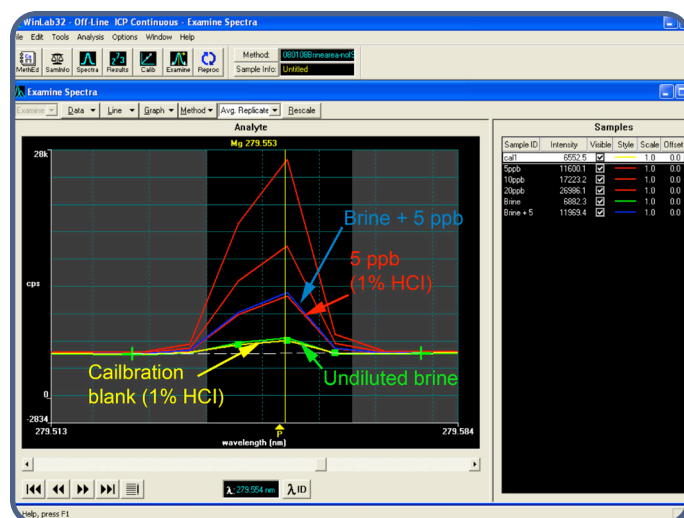 WinLab32 - Off-Line ICP Continuous - Examine Spectra
File Edit Tools Analysis Options Window Help
MethEd SamInfo Spectra Results Calib Examine Reproc
Method:
Sample Info: Untitled
Examine Spectra
Examine Data Line Graph Method Avg. Replicate Rescale
Analyte
Mg 279.553
28k
cps
0
-2834
279.513
279.584
P
wavelength (nm)
Brine + 5 ppb
5 ppb
(1% HCI)
Cailbration
blank (1% HCI)
Undiluted brine
λ: 279.554 nm λ ID
Samples
Sample ID Intensity Visible Style Scale Offset
cal1 6552.5 1.0 0.0
5ppb 11600.1 1.0 0.0
10ppb 17223.2 1.0 0.0
20ppb 26986.1 1.0 0.0
Brine 6882.3 1.0 0.0
Brine + 5 11969.4 1.0 0.0
Help, press F1